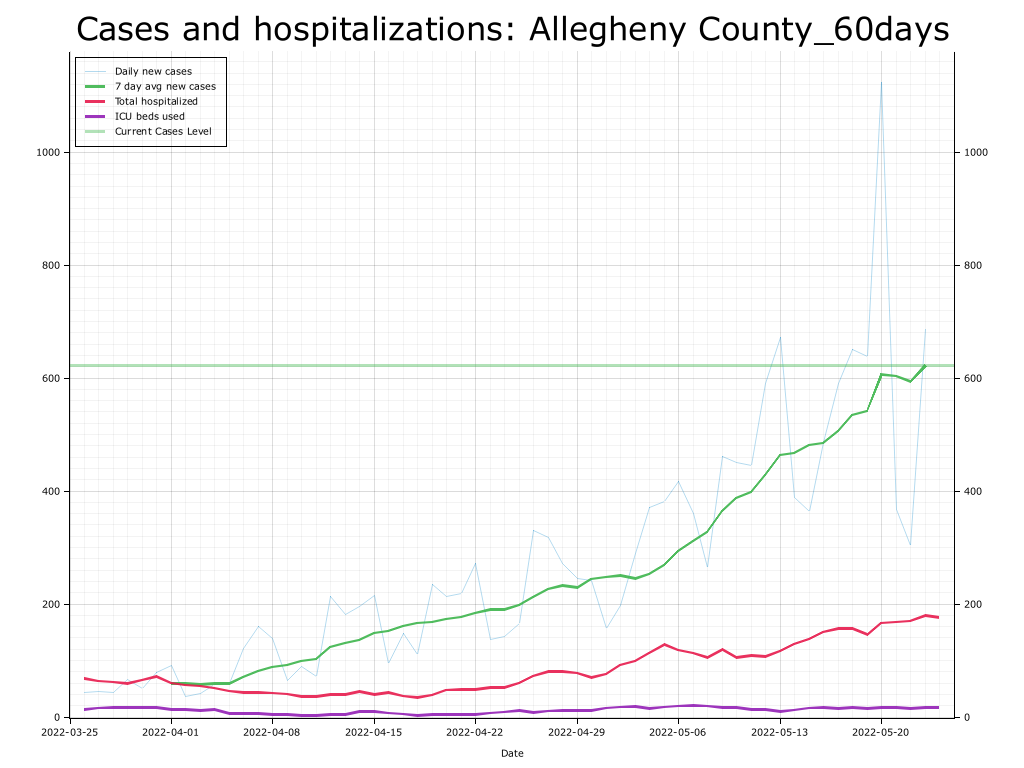 Cases and hospitalizations: Allegheny County_60days
Daily new cases
7 day avg new cases
Total hospitalized
ICU beds used
Current Cases Level
1000 1000
800 800
600 600
400 400
200 200
0 0
2022-03-25 2022-04-01 2022-04-08 2022-04-15 2022-04-22 2022-04-29 2022-05-06 2022-05-13 2022-05-20
Date